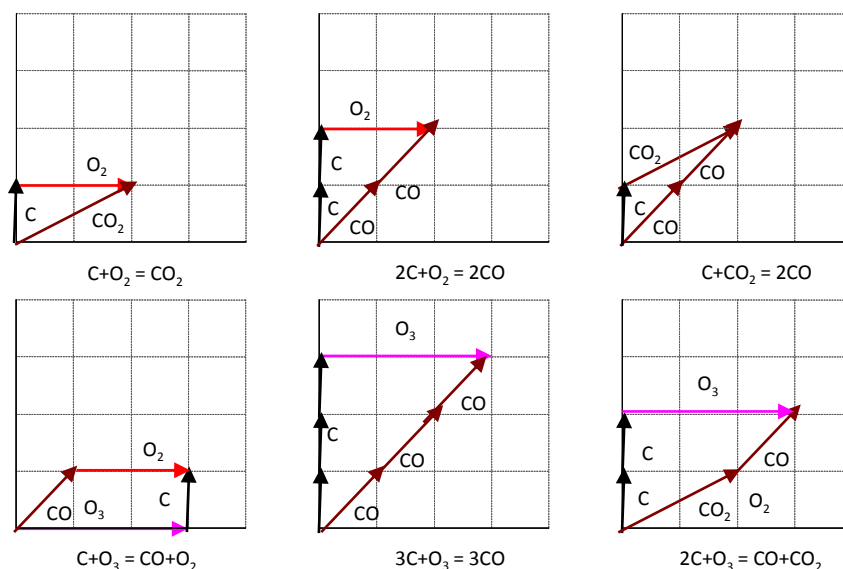 O₂
C
CO₂
C+O₂ = CO₂
O₂
C
C
CO
CO
2C+O₂ = 2CO
CO₂
C
CO
CO
C+CO₂ = 2CO
O₂
C
CO
O₃
C+O₃ = CO+O₂
O₃
CO
C
CO
CO
3C+O₃ = 3CO
O₃
C
CO
C
CO₂
O₂
2C+O₃ = CO+CO₂